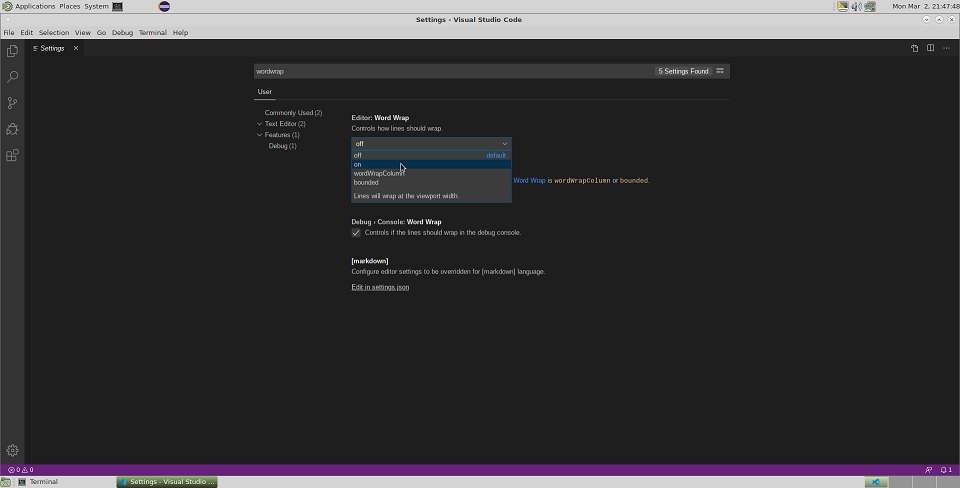 Applications Places System Mon Mar 2, 21:47:48
Settings - Visual Studio Code
File Edit Selection View Go Debug Terminal Help
Settings
wordwrap 5 Settings Found
User
Commonly Used (2)
Text Editor (2)
Features (1)
Debug (1)
Editor: Word Wrap
Controls how lines should wrap.
off
off default
on
wordWrapColumn
bounded
Lines will wrap at the viewport width.
Word Wrap is wordWrapColumn or bounded.
Debug › Console: Word Wrap
Controls if the lines should wrap in the debug console.
[markdown]
Configure editor settings to be overridden for [markdown] language.
Edit in settings.json
0 0 1
Terminal Settings - Visual Studio ...